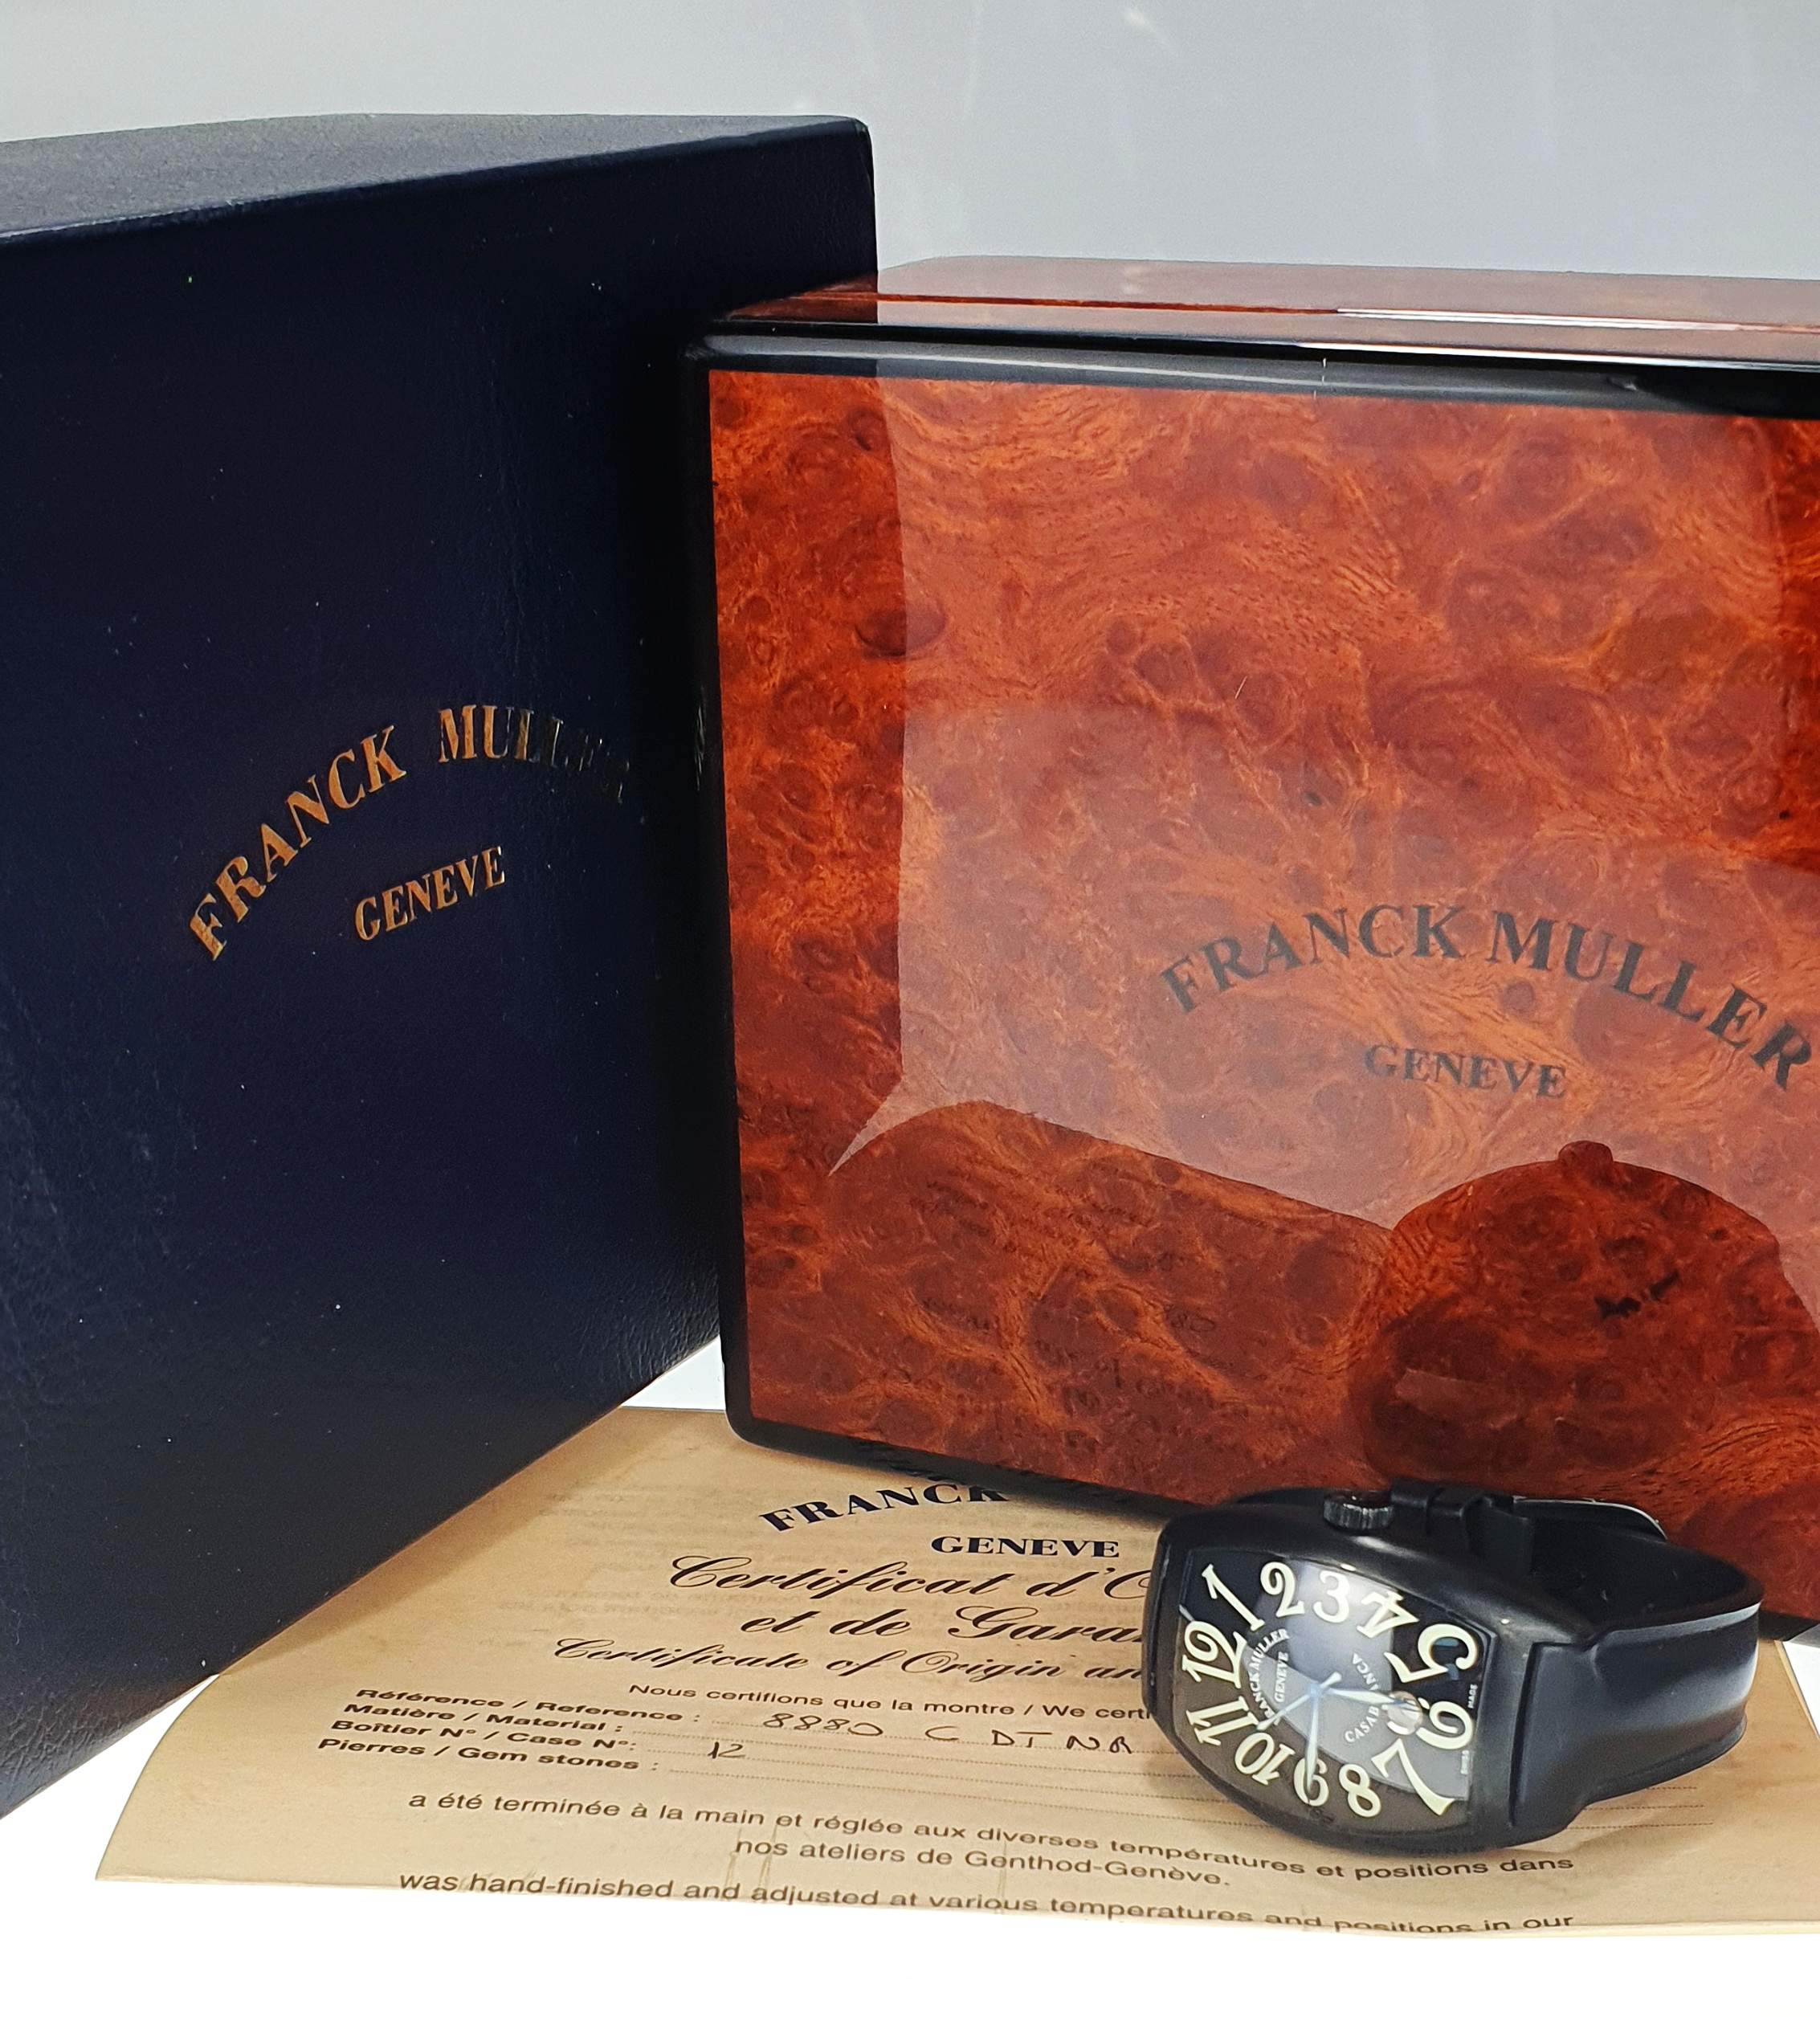 FRANCK MULLER
GENEVE
FRANCK MULLER
GENEVE
FRANCK
GENEVE
Certificat d'O
et de Garan
Certificate of Origin an
Nous certifions que la montre / We certi
Référence / Reference : 8880 C DT NR
Matière / Material :
Boîtier N° / Case N°: 12
Pierres / Gem stones :
a été terminée à la main et réglée aux diverses températures et positions dans
nos ateliers de Genthod-Genève.
was hand-finished and adjusted at various temperatures and positions in our
12 1 2 3 4 5 6 7 8 9 10 11
FRANCK MULLER
GENEVE
CASABLANCA
SWISS MADE